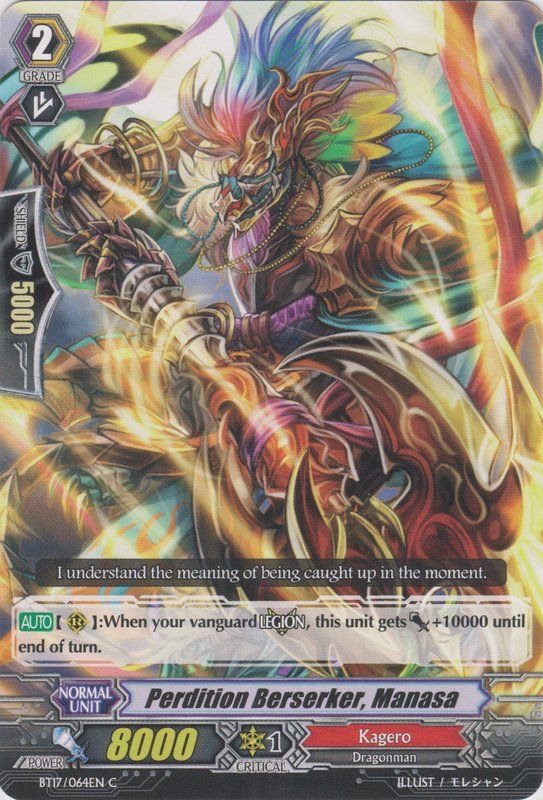 2
GRADE
SHIELD
5000
I understand the meaning of being caught up in the moment.
AUTO【 R 】:When your vanguard LEGION, this unit gets +10000 until
end of turn.
NORMAL
UNIT
Perdition Berserker, Manasa
POWER
8000
1
CRITICAL
Kagero
Dragonman
BT17/064EN C
ILLUST / モレシャン